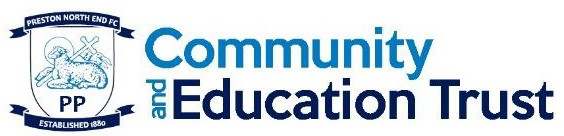 PRESTON NORTH END FC
PP
ESTABLISHED 1880
Community
and Education Trust